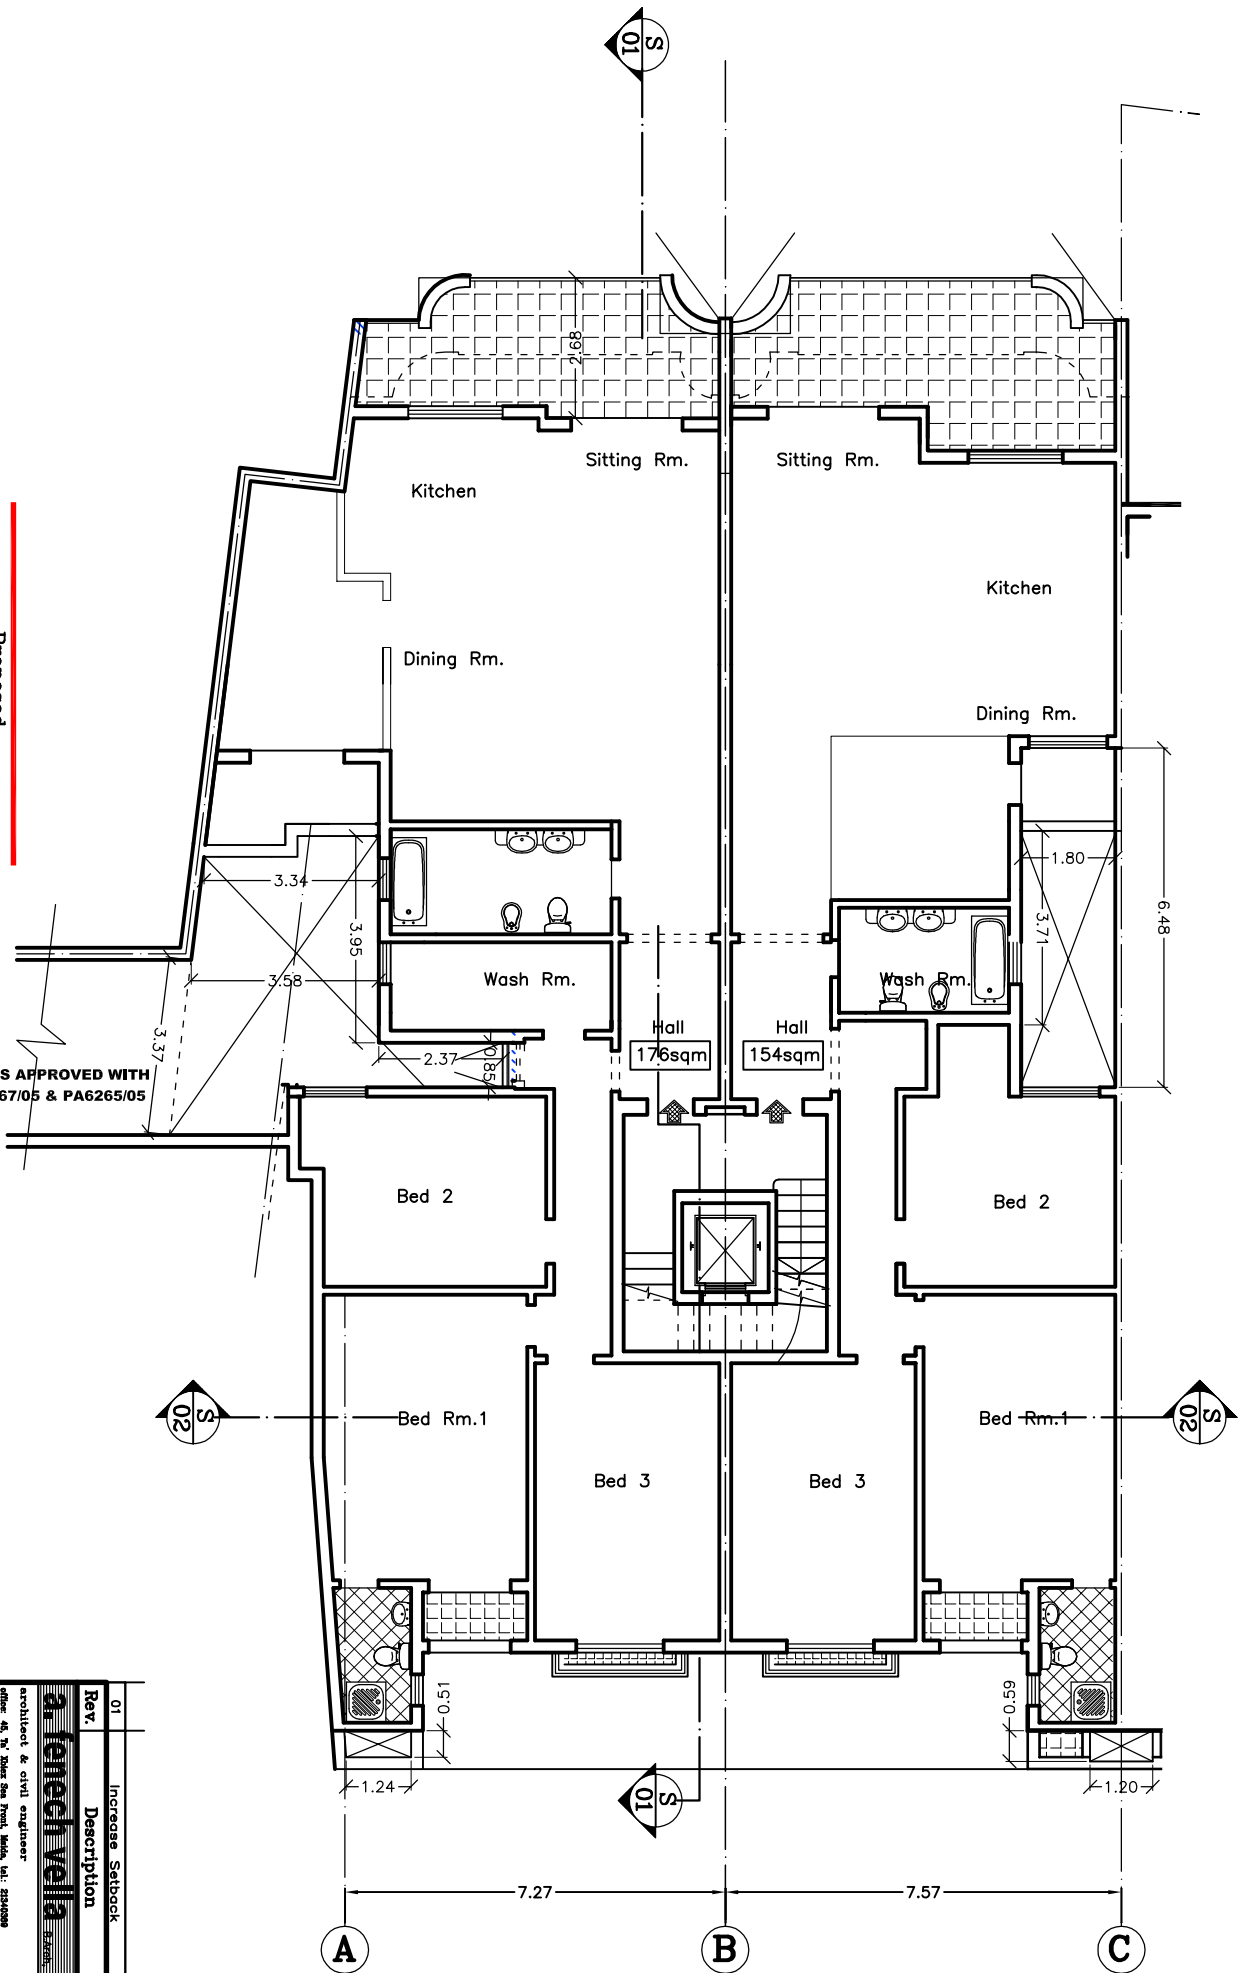 S
01
2.68
Sitting Rm.
Sitting Rm.
Kitchen
Kitchen
Dining Rm.
Dining Rm.
3.34
3.95
3.58
1.80
3.71
6.48
Wash Rm.
Wash Rm.
Hall
Hall
176sqm
154sqm
3.37
2.37
0.85
S APPROVED WITH
67/05 & PA6265/05
Bed 2
Bed 2
S
02
Bed Rm.1
Bed Rm.1
S
02
Bed 3
Bed 3
0.51
0.59
1.24
1.20
S
01
7.27
7.57
A
B
C
01 Increase Setback
Rev. Description
a. fenech vella B.Arch.
architect & civil engineer